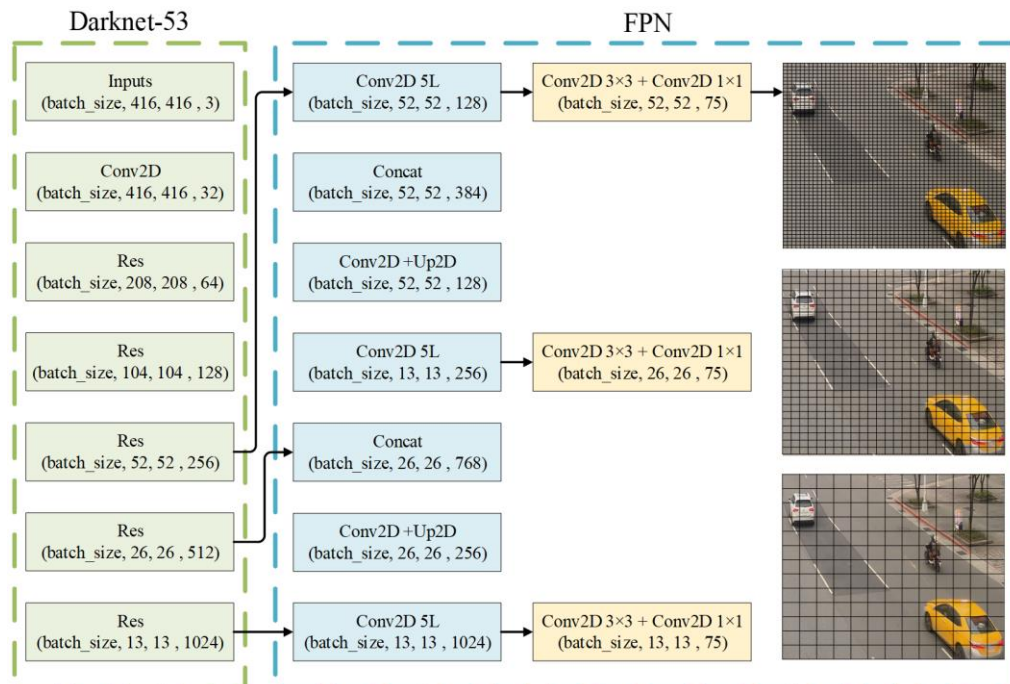 Darknet-53
FPN
Inputs
(batch_size, 416, 416 , 3)
Conv2D
(batch_size, 416, 416 , 32)
Res
(batch_size, 208, 208 , 64)
Res
(batch_size, 104, 104 , 128)
Res
(batch_size, 52, 52 , 256)
Res
(batch_size, 26, 26 , 512)
Res
(batch_size, 13, 13 , 1024)
Conv2D 5L
(batch_size, 52, 52 , 128)
Concat
(batch_size, 52, 52 , 384)
Conv2D +Up2D
(batch_size, 52, 52 , 128)
Conv2D 5L
(batch_size, 13, 13 , 256)
Concat
(batch_size, 26, 26 , 768)
Conv2D +Up2D
(batch_size, 26, 26 , 256)
Conv2D 5L
(batch_size, 13, 13 , 1024)
Conv2D 3×3 + Conv2D 1×1
(batch_size, 52, 52 , 75)
Conv2D 3×3 + Conv2D 1×1
(batch_size, 26, 26 , 75)
Conv2D 3×3 + Conv2D 1×1
(batch_size, 13, 13 , 75)